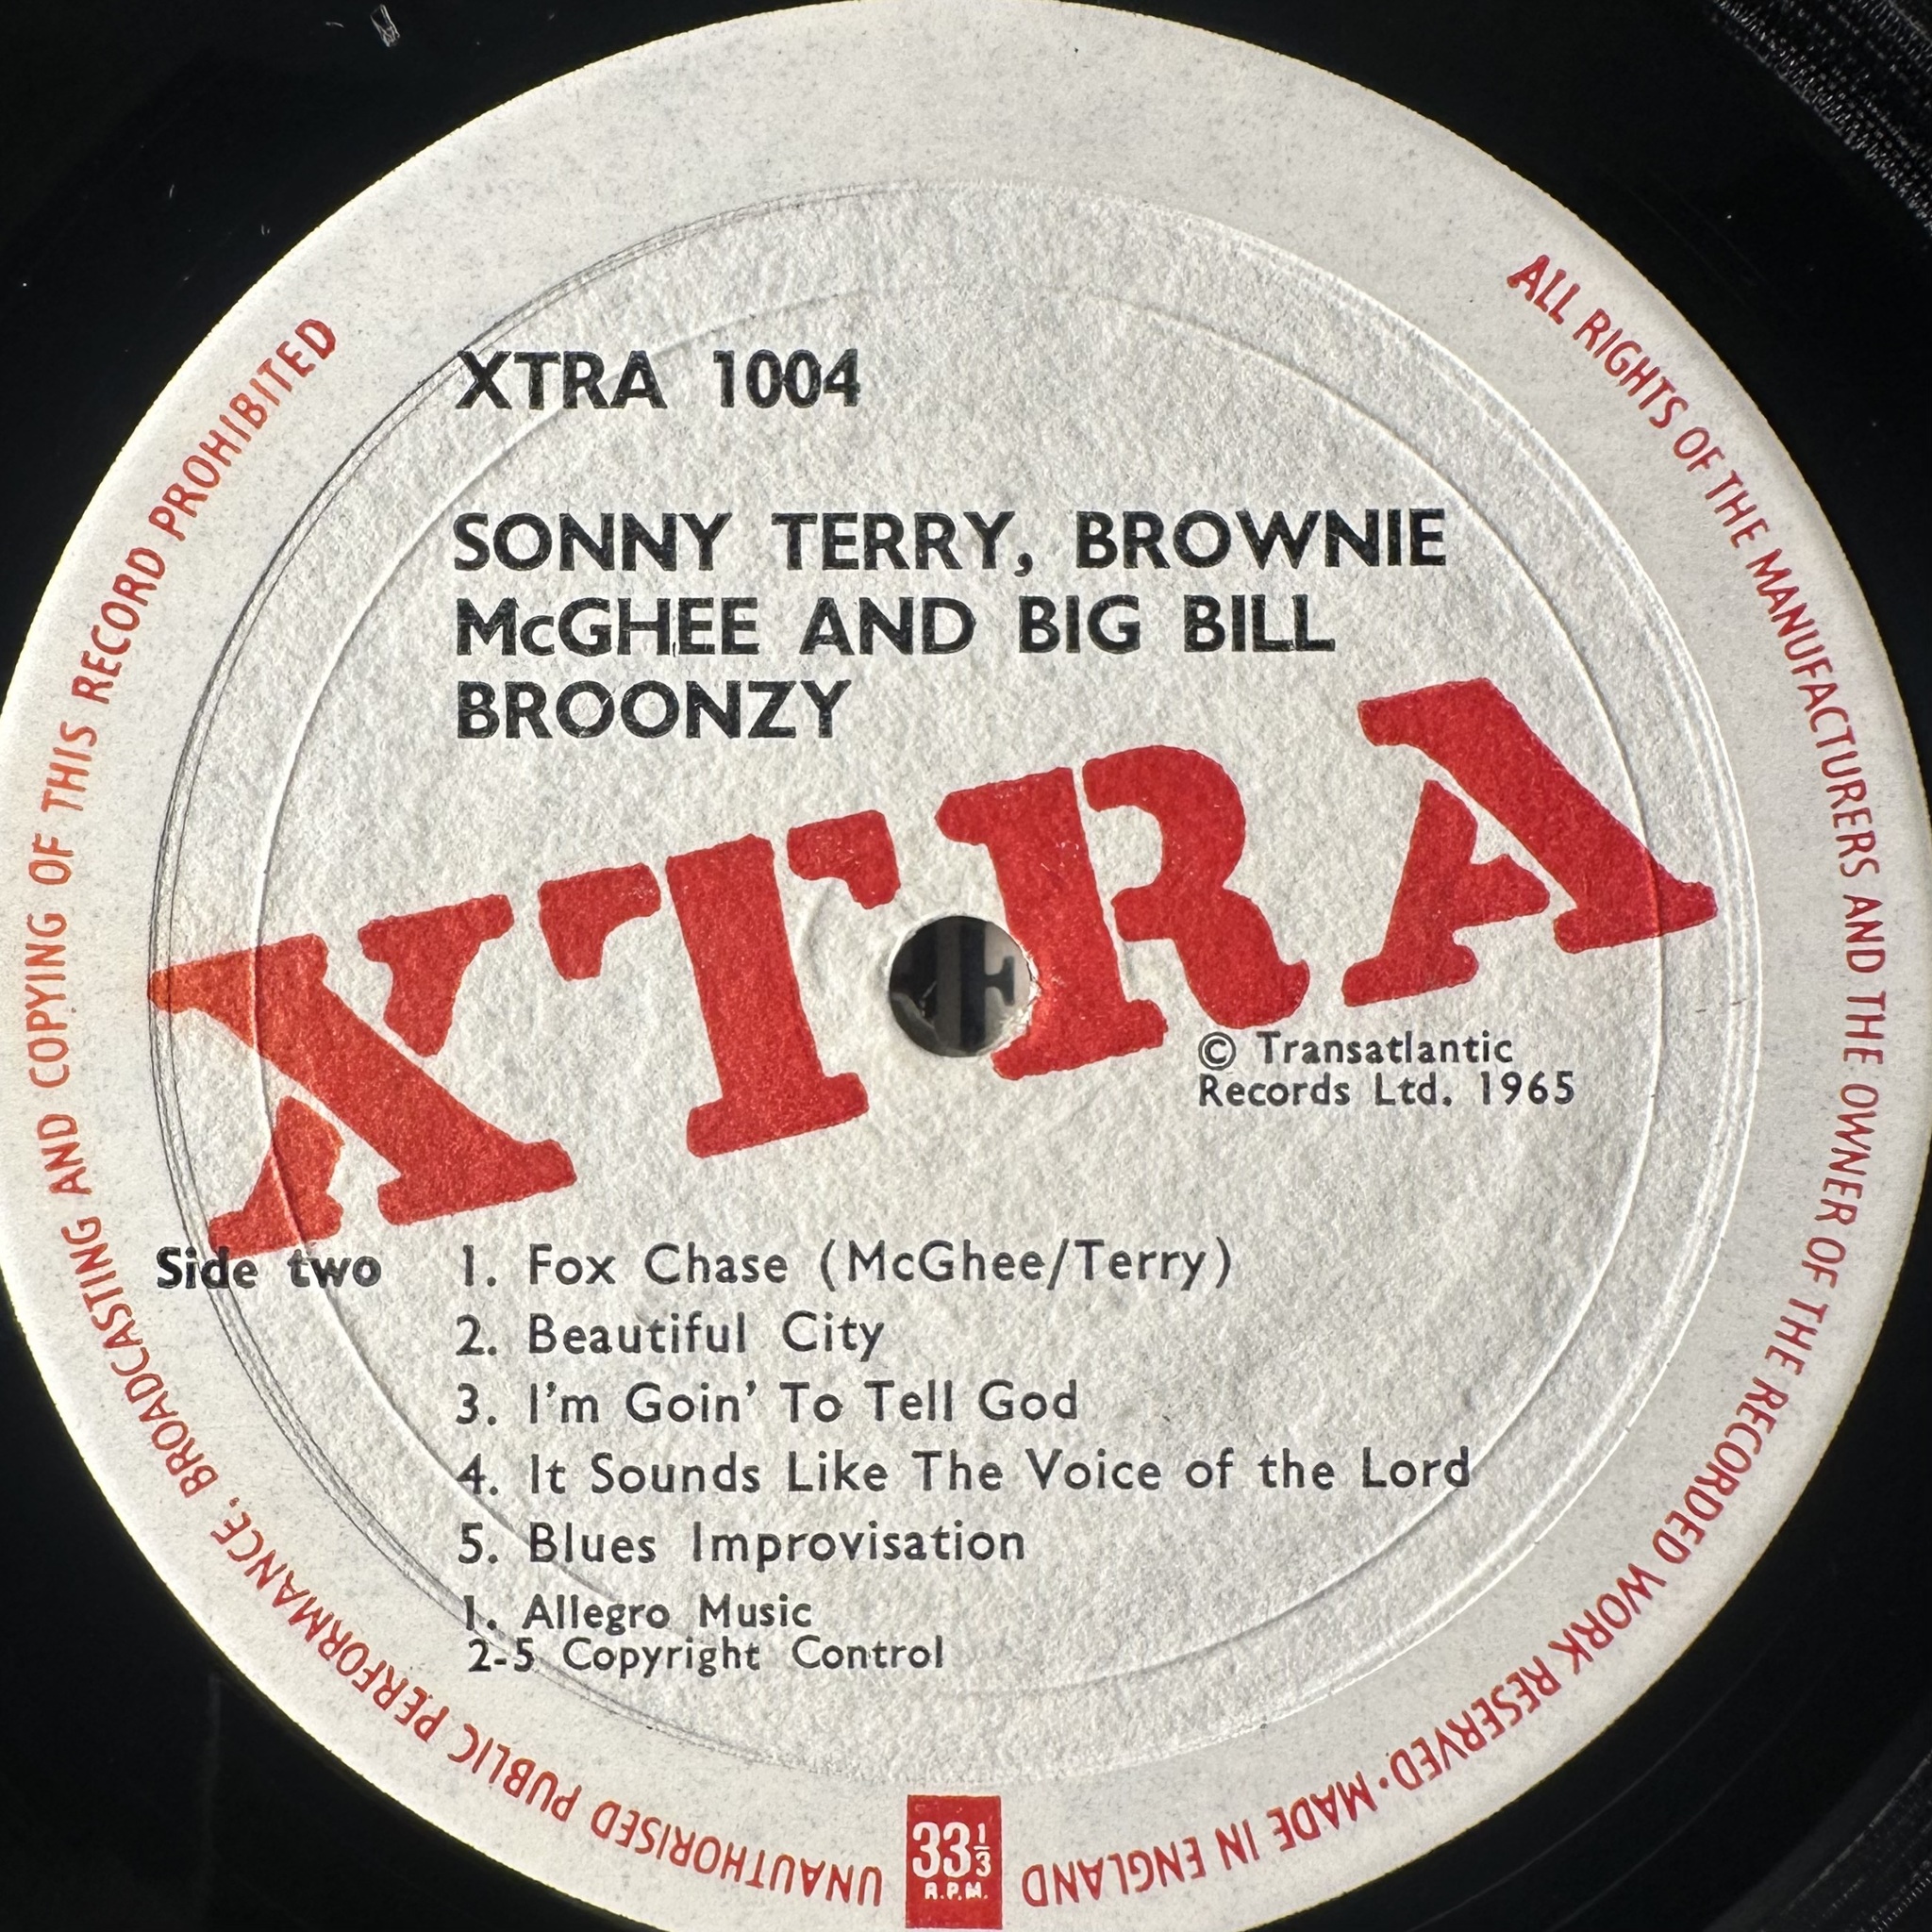 ALL RIGHTS OF THE MANUFACTURERS AND THE OWNER OF THE RECORDED WORK RESERVED·MADE IN ENGLAND
XTRA 1004
SONNY TERRY, BROWNIE
McGHEE AND BIG BILL
BROONZY
XTRA
© Transatlantic
Records Ltd. 1965
Side two
1. Fox Chase (McGhee/Terry)
2. Beautiful City
3. I'm Goin' To Tell God
4. It Sounds Like The Voice of the Lord
5. Blues Improvisation
1. Allegro Music
2-5 Copyright Control
33⅓
R.P.M.
UNAUTHORISED PUBLIC PERFORMANCE, BROADCASTING AND COPYING OF THIS RECORD PROHIBITED